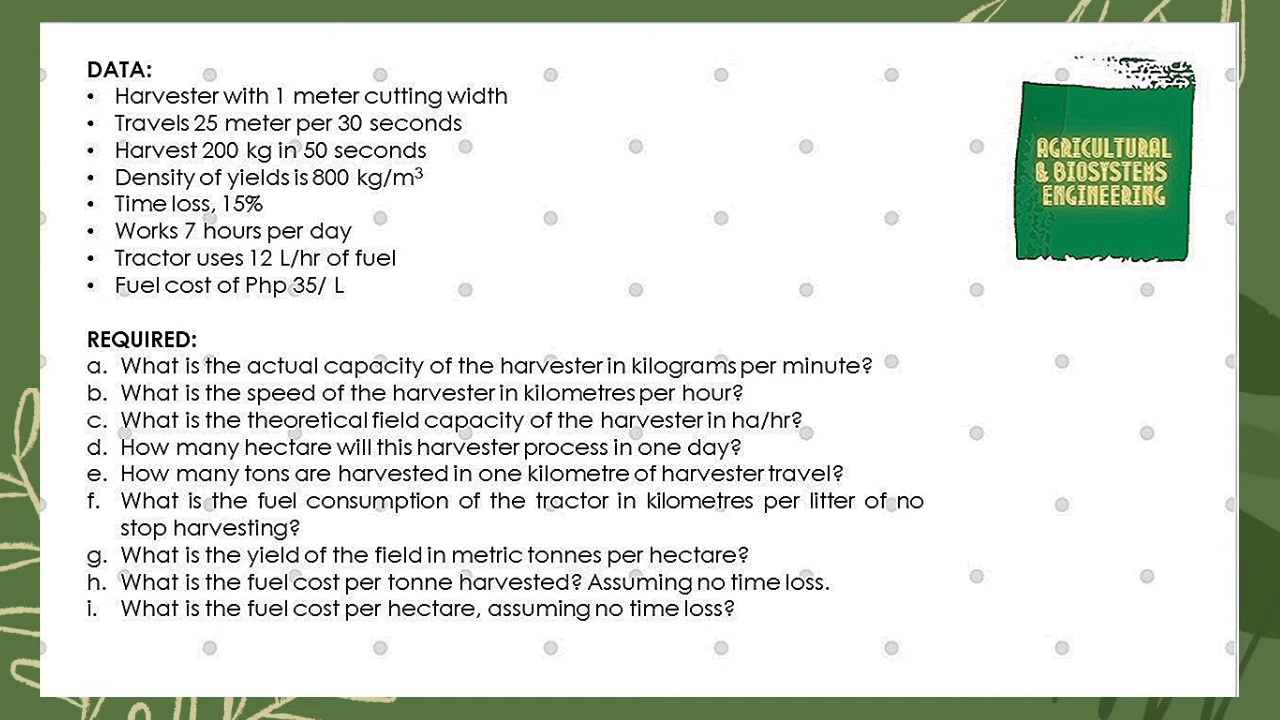 DATA:
• Harvester with 1 meter cutting width
• Travels 25 meter per 30 seconds
• Harvest 200 kg in 50 seconds
• Density of yields is 800 kg/m³
• Time loss, 15%
• Works 7 hours per day
• Tractor uses 12 L/hr of fuel
• Fuel cost of Php 35/ L
AGRICULTURAL
& BIOSYSTEMS
ENGINEERING
REQUIRED:
a. What is the actual capacity of the harvester in kilograms per minute?
b. What is the speed of the harvester in kilometres per hour?
c. What is the theoretical field capacity of the harvester in ha/hr?
d. How many hectare will this harvester process in one day?
e. How many tons are harvested in one kilometre of harvester travel?
f. What is the fuel consumption of the tractor in kilometres per litter of no
stop harvesting?
g. What is the yield of the field in metric tonnes per hectare?
h. What is the fuel cost per tonne harvested? Assuming no time loss.
i. What is the fuel cost per hectare, assuming no time loss?